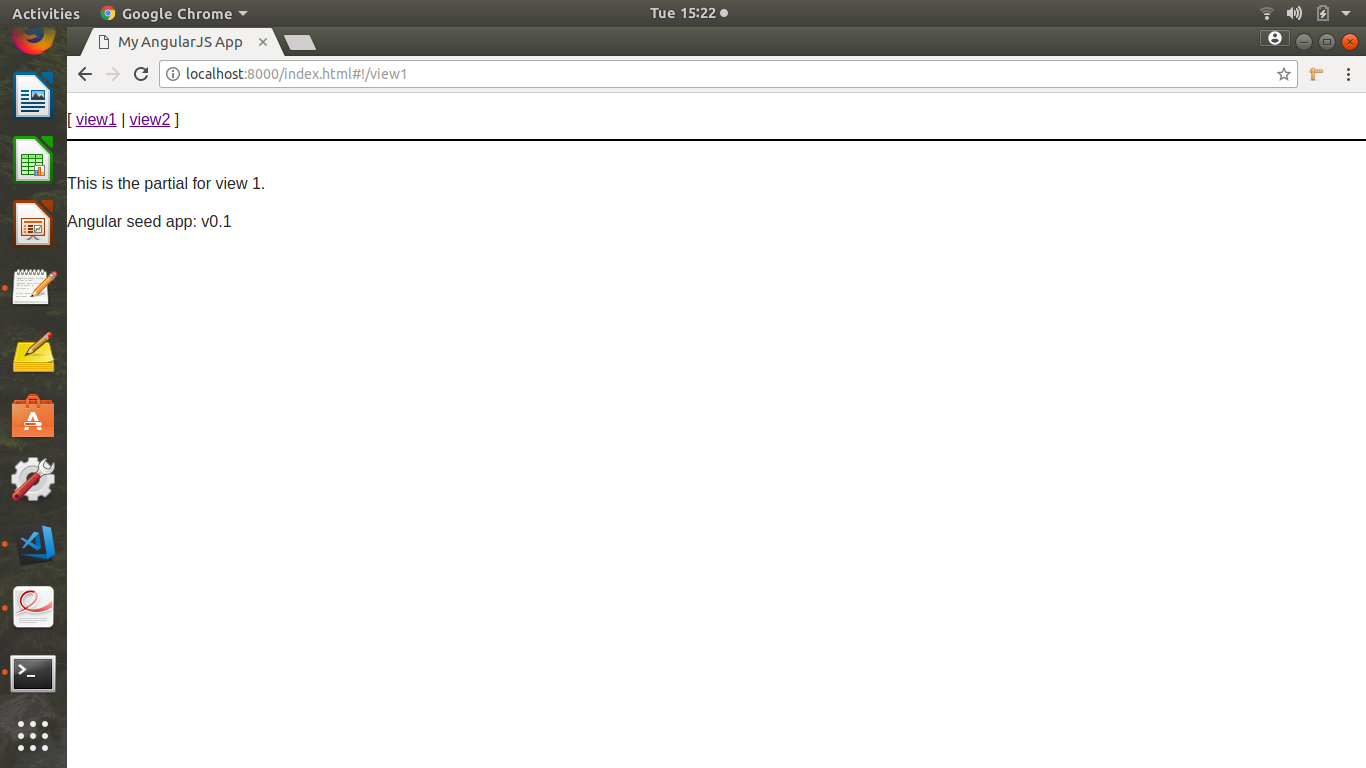 Activities Google Chrome Tue 15:22
My AngularJS App
localhost:8000/index.html#!/view1
[ view1 | view2 ]
This is the partial for view 1.
Angular seed app: v0.1